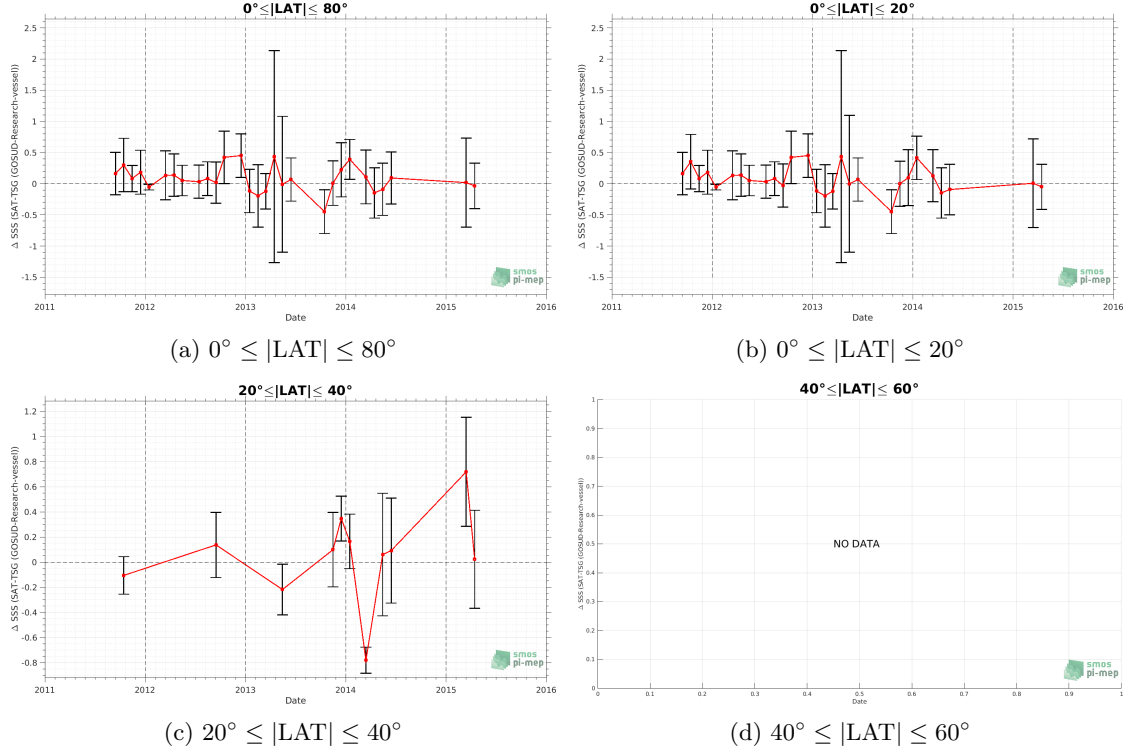 0°≤|LAT|≤ 80°
Δ SSS (SAT-TSG (GOSUD-Research-vessel))
2.5
2
1.5
1
0.5
0
-0.5
-1
-1.5
2011 2012 2013 2014 2015 2016
Date
smos
pi-mep
(a) 0° ≤ |LAT| ≤ 80°
0°≤|LAT|≤ 20°
Δ SSS (SAT-TSG (GOSUD-Research-vessel))
2.5
2
1.5
1
0.5
0
-0.5
-1
-1.5
2011 2012 2013 2014 2015 2016
Date
smos
pi-mep
(b) 0° ≤ |LAT| ≤ 20°
20°≤|LAT|≤ 40°
Δ SSS (SAT-TSG (GOSUD-Research-vessel))
1.2
1
0.8
0.6
0.4
0.2
0
-0.2
-0.4
-0.6
-0.8
2011 2012 2013 2014 2015 2016
Date
smos
pi-mep
(c) 20° ≤ |LAT| ≤ 40°
40°≤|LAT|≤ 60°
Δ SSS (SAT-TSG (GOSUD-Research-vessel))
1
0.9
0.8
0.7
0.6
0.5
0.4
0.3
0.2
0.1
0
NO DATA
0 0.1 0.2 0.3 0.4 0.5 0.6 0.7 0.8 0.9 1
Date
smos
pi-mep
(d) 40° ≤ |LAT| ≤ 60°